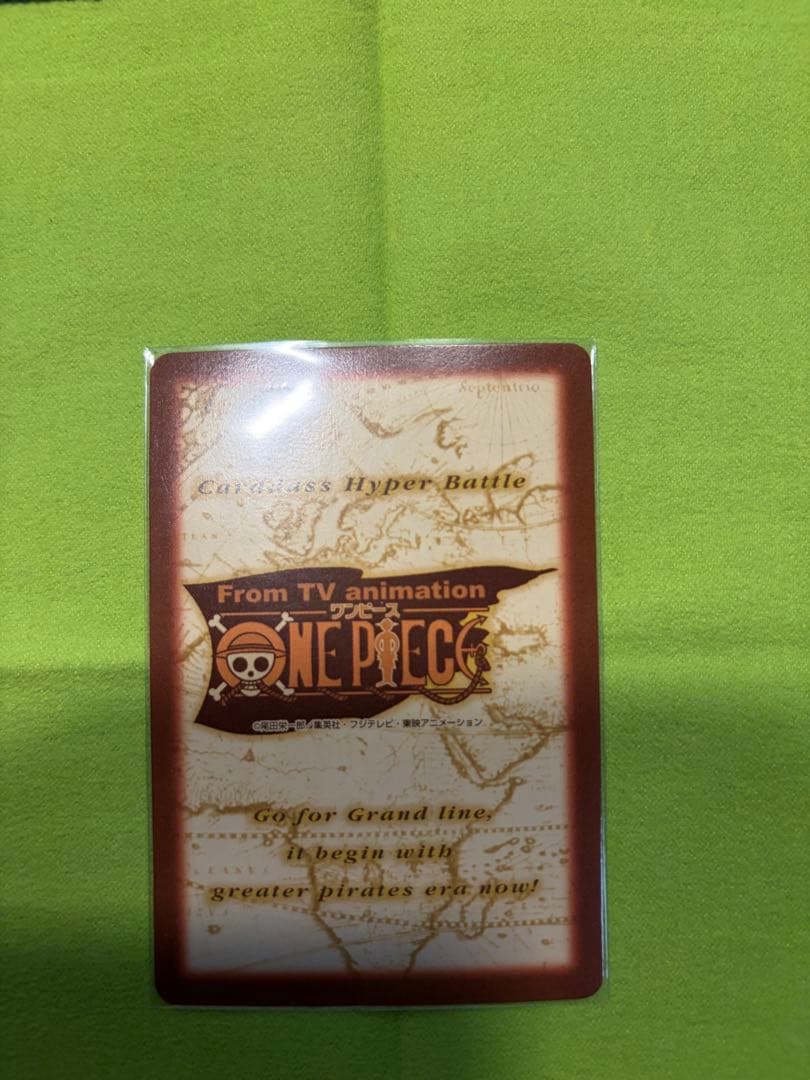 Septentrio
Carddass Hyper Battle
From TV animation
ワンピース
ONE PIECE
©尾田栄一郎／集英社・フジテレビ・東映アニメーション
Go for Grand line,
it begin with
greater pirates era now!